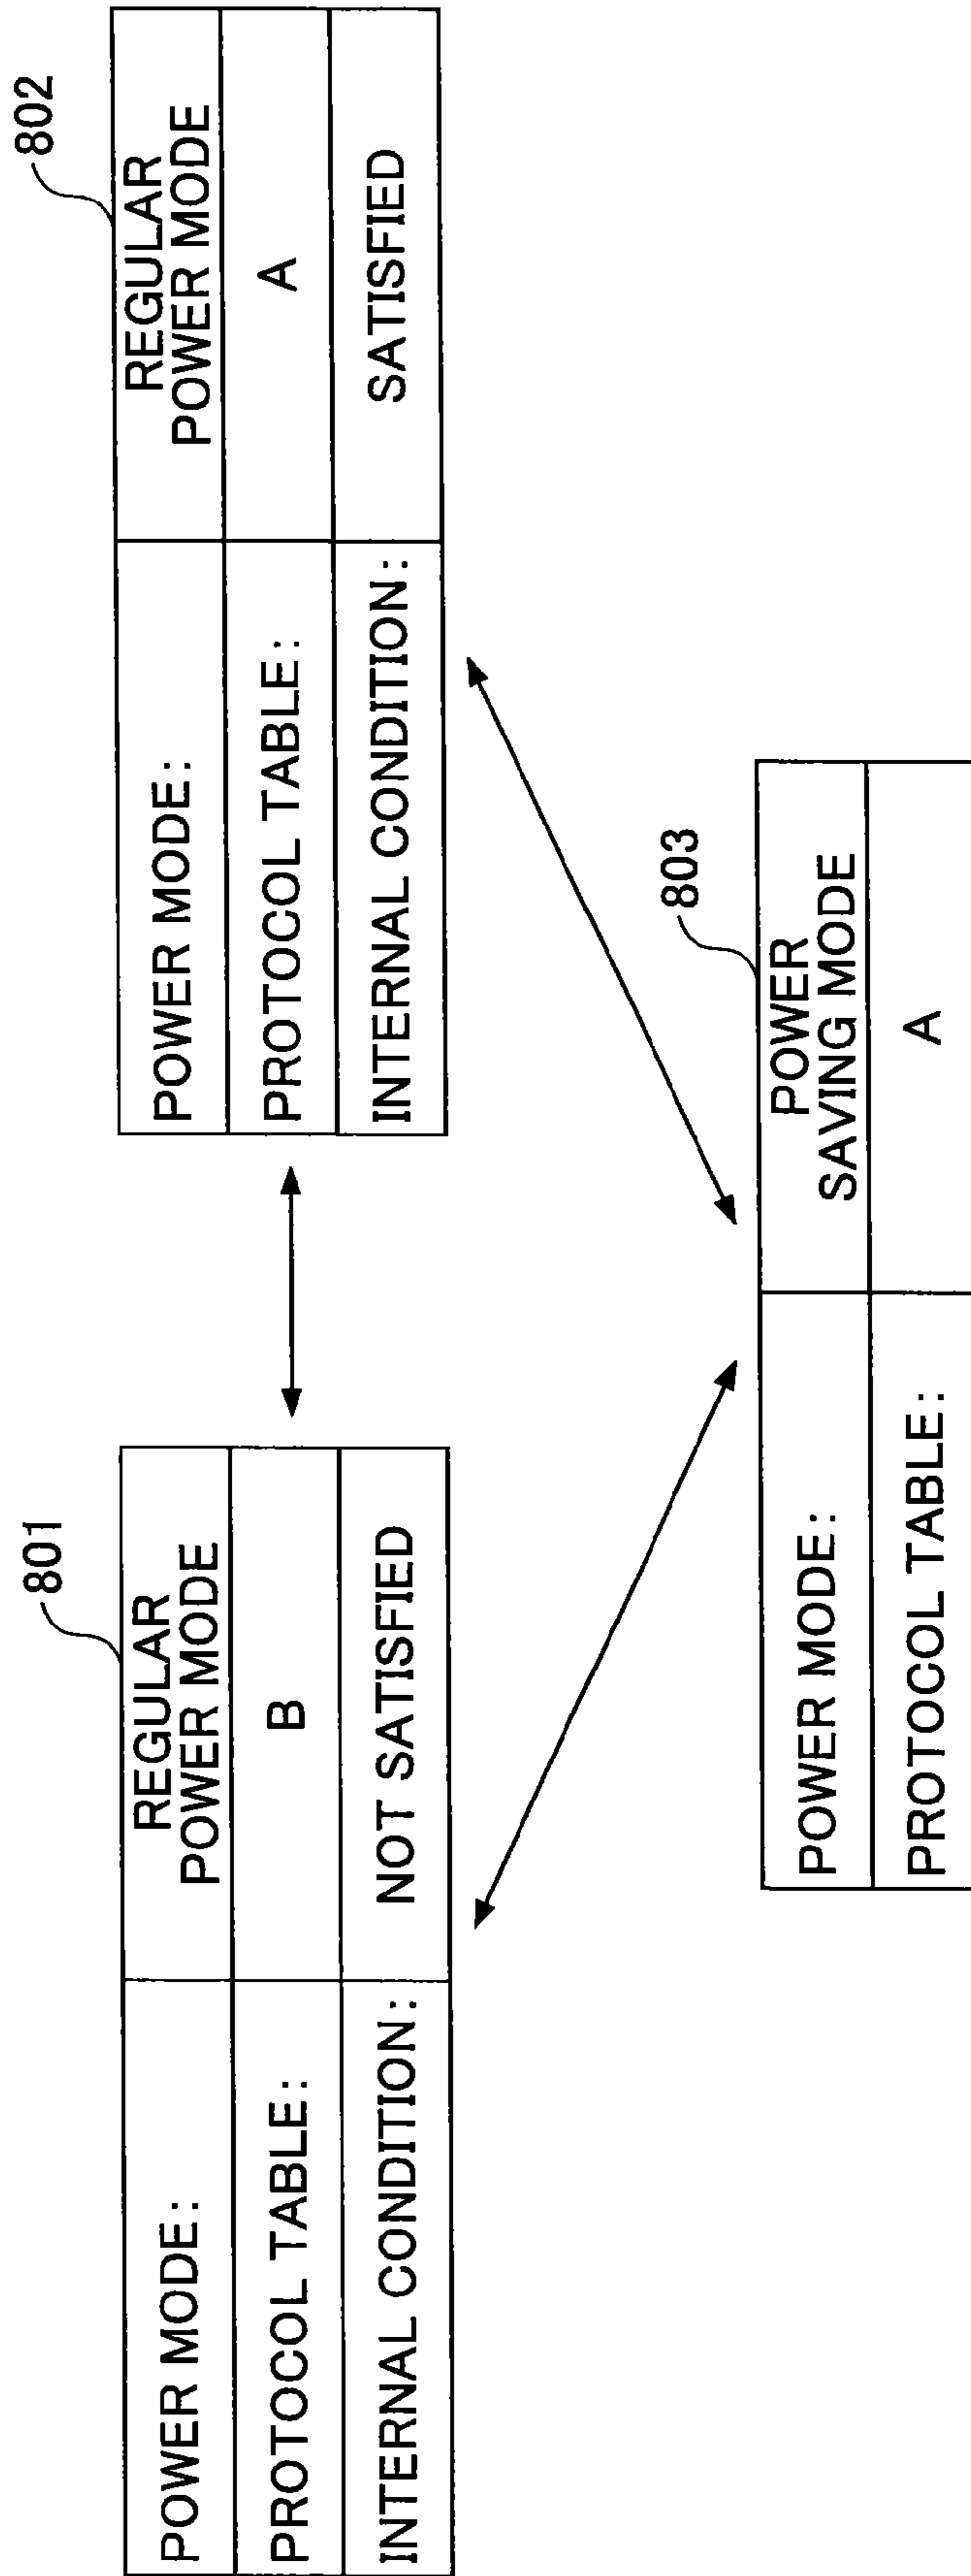 801
POWER MODE:
REGULAR
POWER MODE
PROTOCOL TABLE:
B
INTERNAL CONDITION:
NOT SATISFIED
802
POWER MODE:
REGULAR
POWER MODE
PROTOCOL TABLE:
A
INTERNAL CONDITION:
SATISFIED
803
POWER MODE:
POWER
SAVING MODE
PROTOCOL TABLE:
A